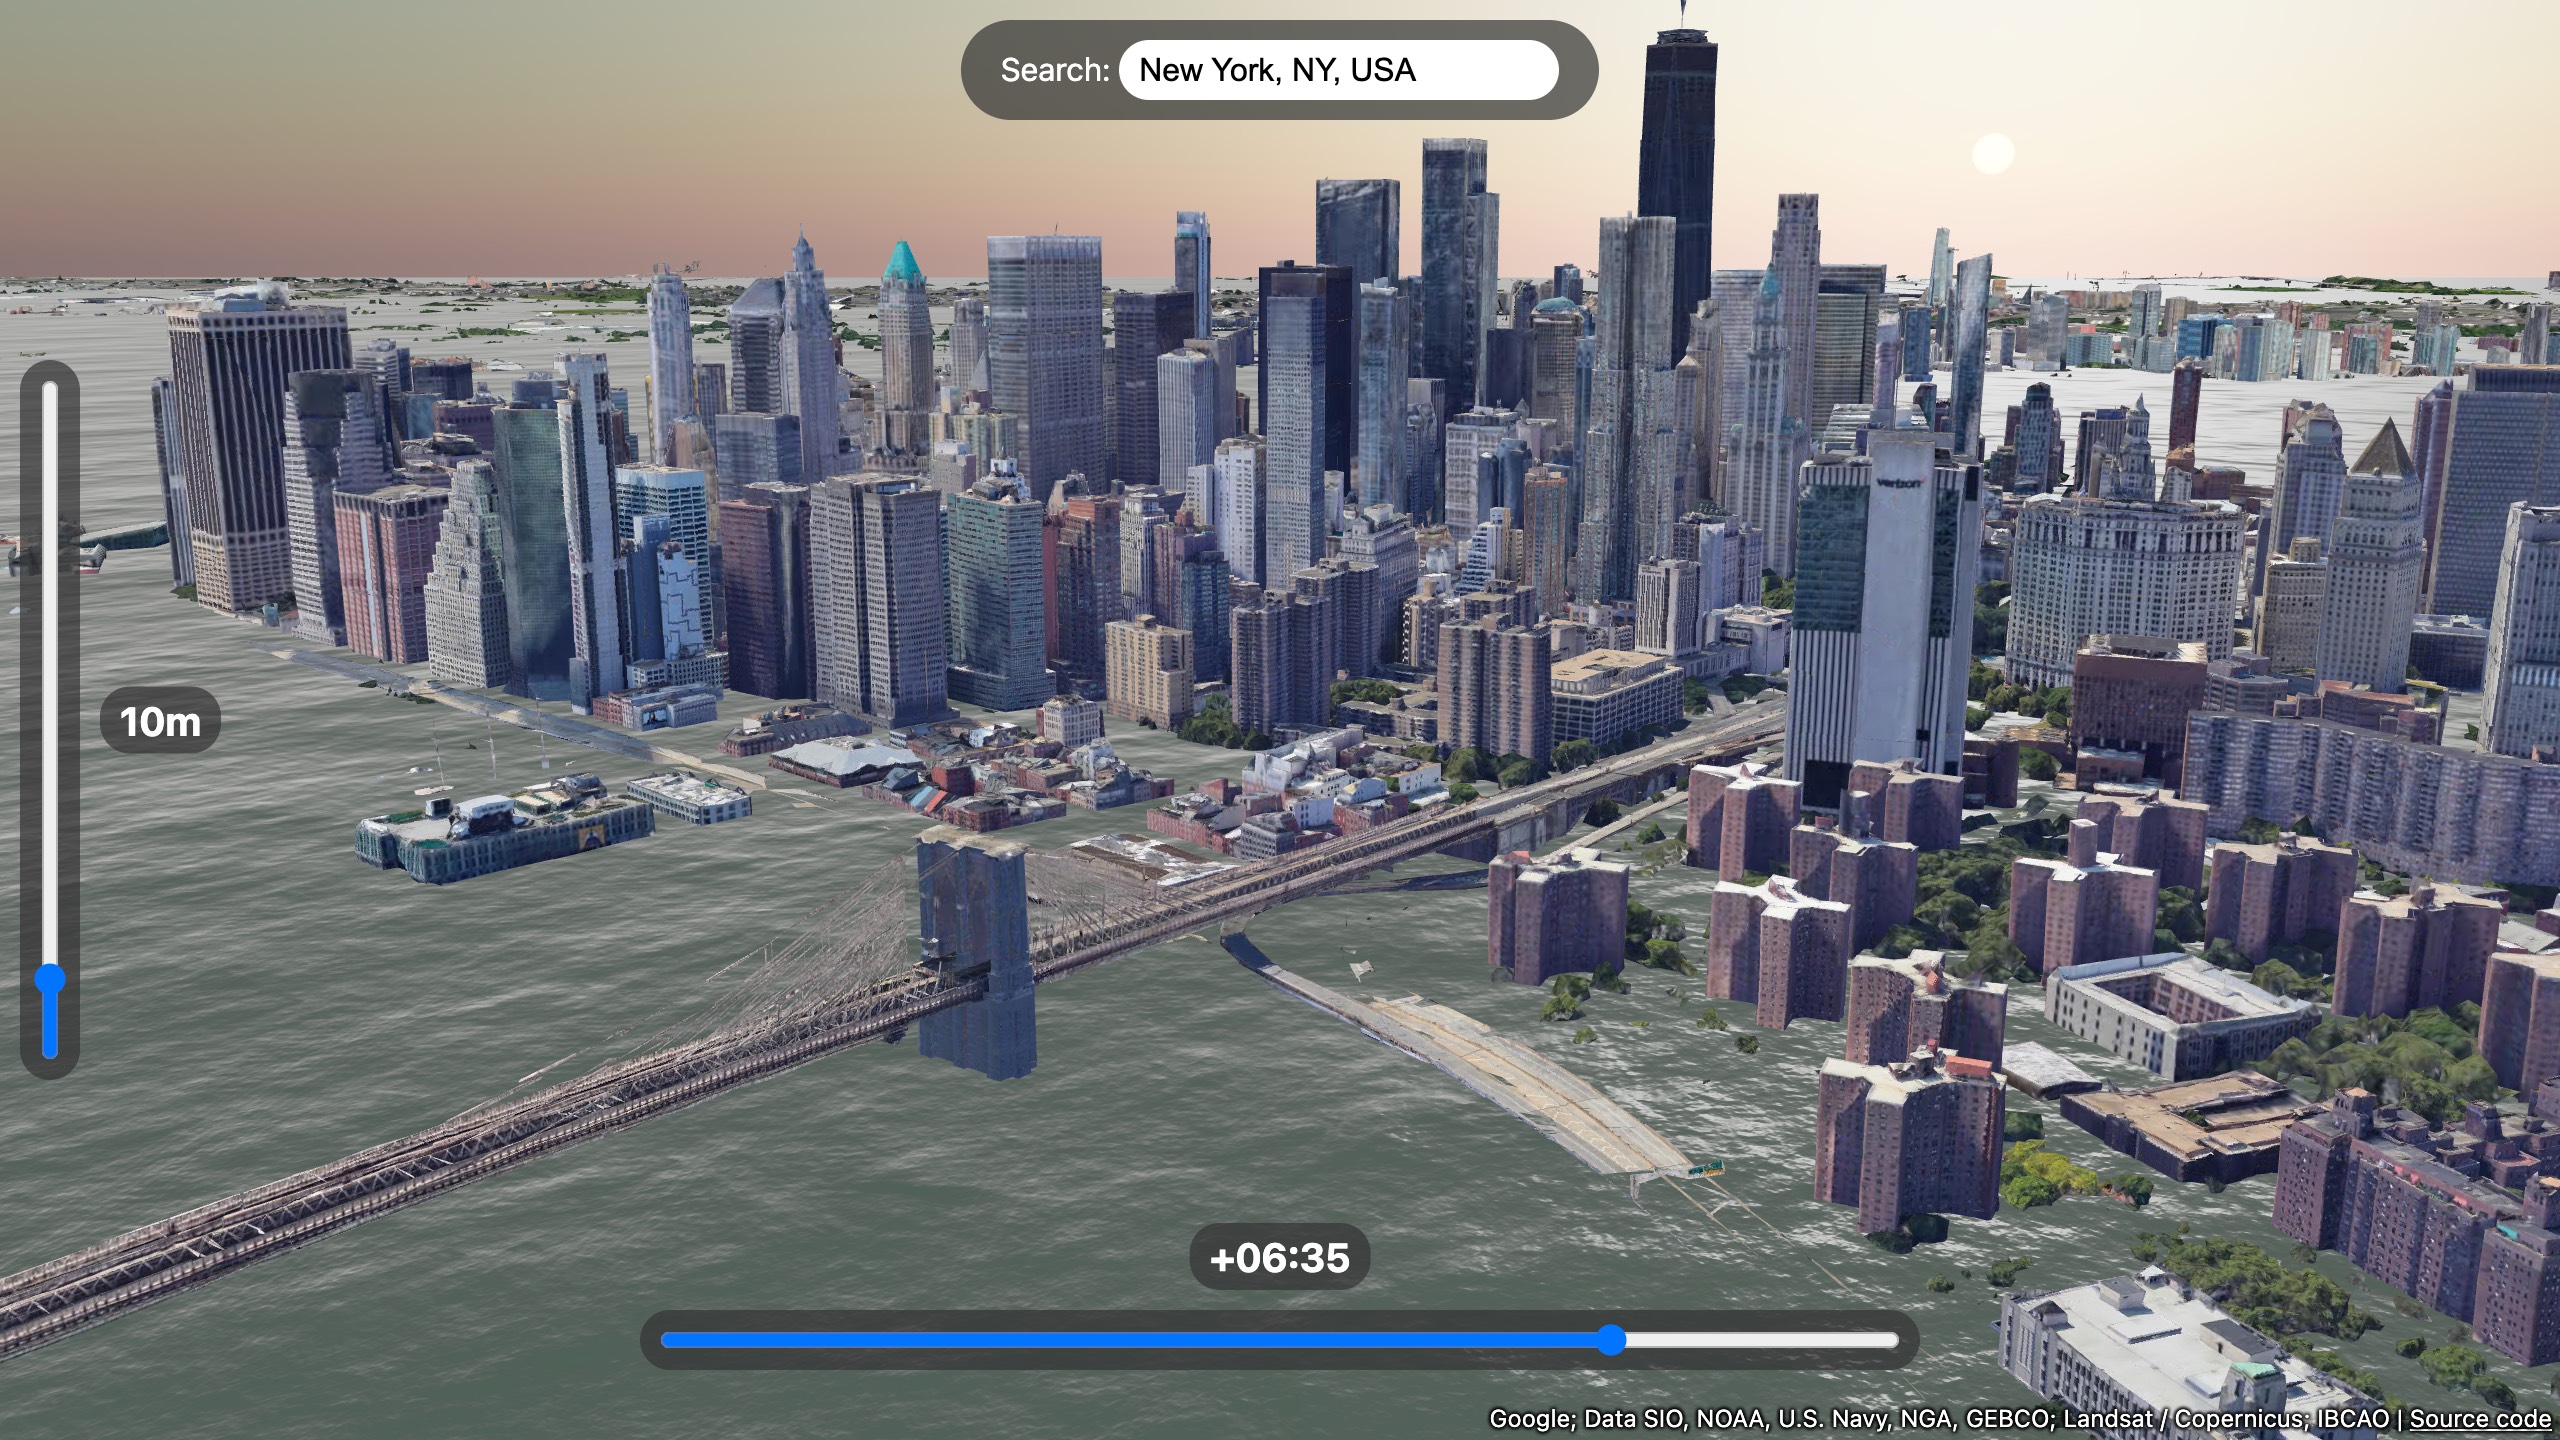 Search: New York, NY, USA
verizon
10m
+06:35
Google; Data SIO, NOAA, U.S. Navy, NGA, GEBCO; Landsat / Copernicus; IBCAO | Source code